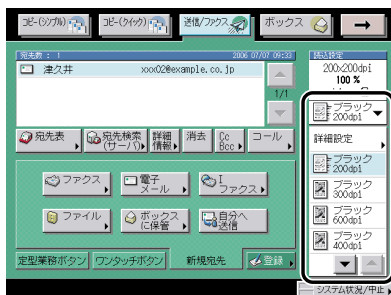 コピー(シンプル)
コピー(クイック)
送信/ファクス
ボックス
宛先数 : 1
2006 07/07 09:33
津久井
xxx02@example.co.jp
1/1
宛先表
宛先検索
(サーバ)
詳細
情報
消去
Cc
Bcc
コール
ファクス
電子
メール
I
ファクス
ファイル
ボックス
に保管
自分へ
送信
定型業務ボタン
ワンタッチボタン
新規宛先
登録
読込設定
200x200dpi
100 %
ブラック
200dpi
詳細設定
ブラック
200dpi
ブラック
300dpi
ブラック
600dpi
ブラック
400dpi
システム状況/中止